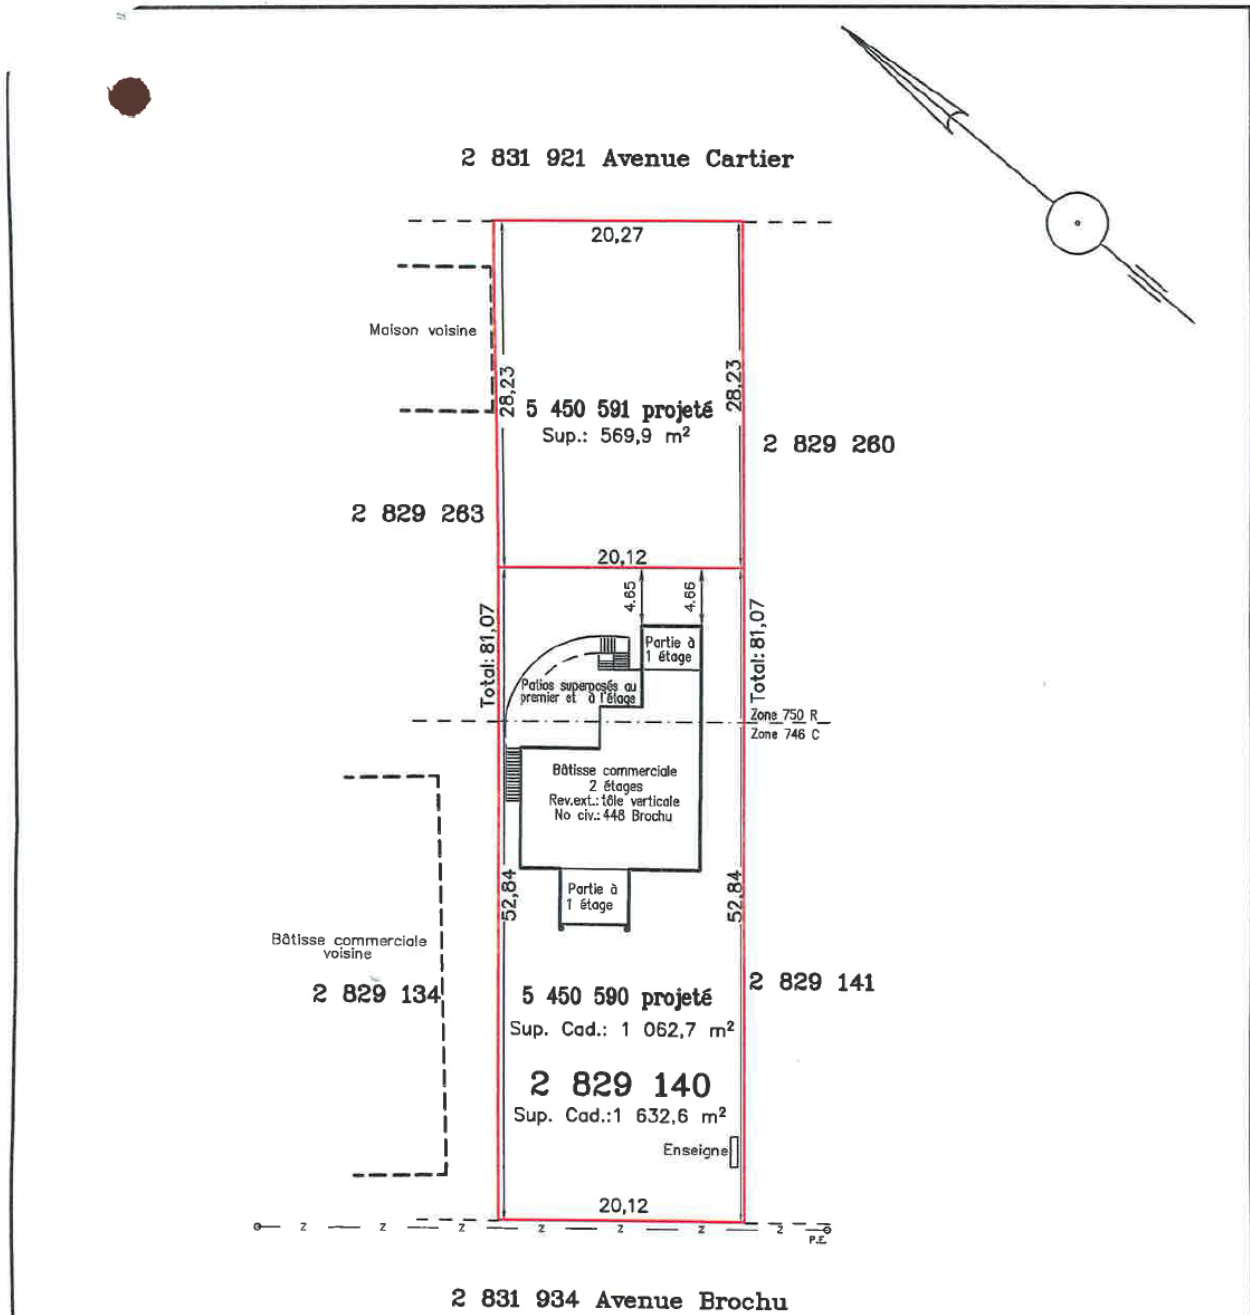 2 831 921 Avenue Cartier
20,27
Maison voisine
28,23
28,23
5 450 591 projeté
Sup.: 569,9 m²
2 829 260
2 829 263
20,12
4.65
4.66
Total: 81,07
Total: 81,07
Partie à
1 étage
Patios superposés au
premier et à l'étage
Zone 750 R
Zone 746 C
Bâtisse commerciale
2 étages
Rev.ext.: tôle verticale
No civ.: 448 Brochu
52,84
52,84
Partie à
1 étage
Bâtisse commerciale
voisine
2 829 134
2 829 141
5 450 590 projeté
Sup. Cad.: 1 062,7 m²
2 829 140
Sup. Cad.:1 632,6 m²
Enseigne
20,12
z z z z z z z
P.E.
2 831 934 Avenue Brochu